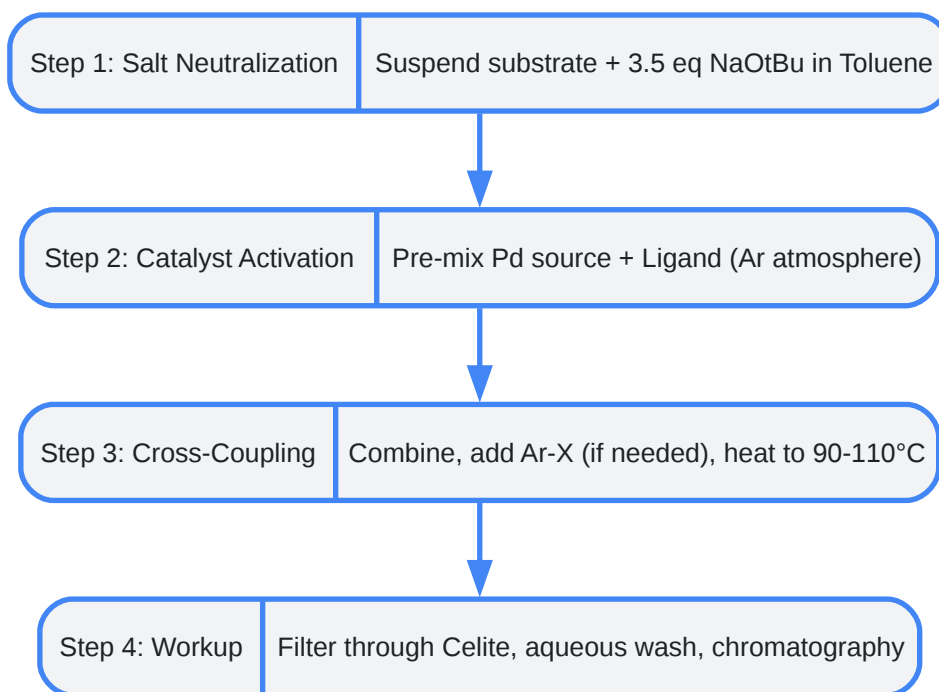 Step 1: Salt Neutralization
Suspend substrate + 3.5 eq NaOtBu in Toluene
Step 2: Catalyst Activation
Pre-mix Pd source + Ligand (Ar atmosphere)
Step 3: Cross-Coupling
Combine, add Ar-X (if needed), heat to 90-110°C
Step 4: Workup
Filter through Celite, aqueous wash, chromatography